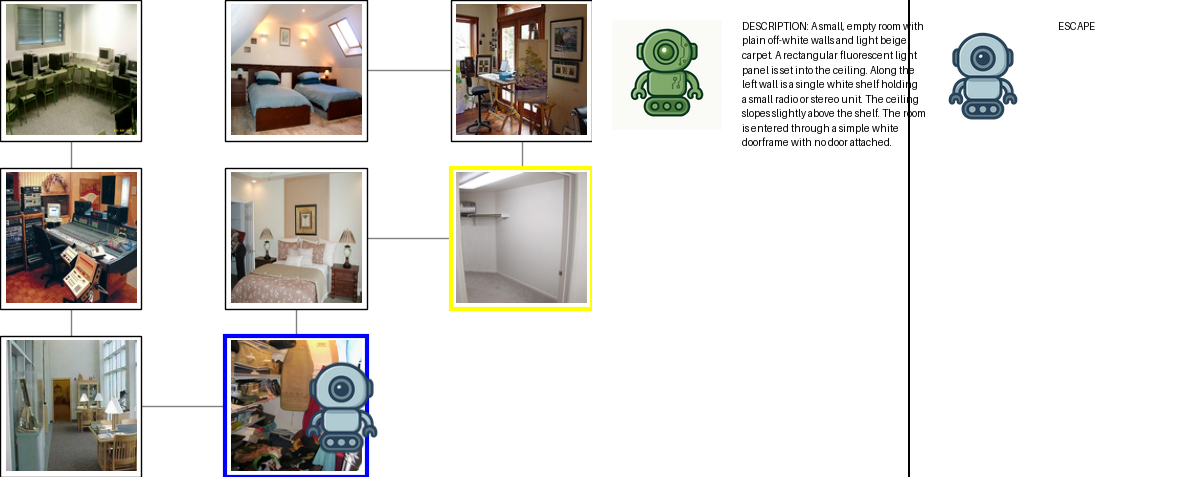 DESCRIPTION: A small, empty room with
plain off-white walls and light beige
carpet. A rectangular fluorescent light
panel is set into the ceiling. Along the
left wall is a single white shelf holding
a small radio or stereo unit. The ceiling
slopes slightly above the shelf. The room
is entered through a simple white
doorframe with no door attached.
ESCAPE